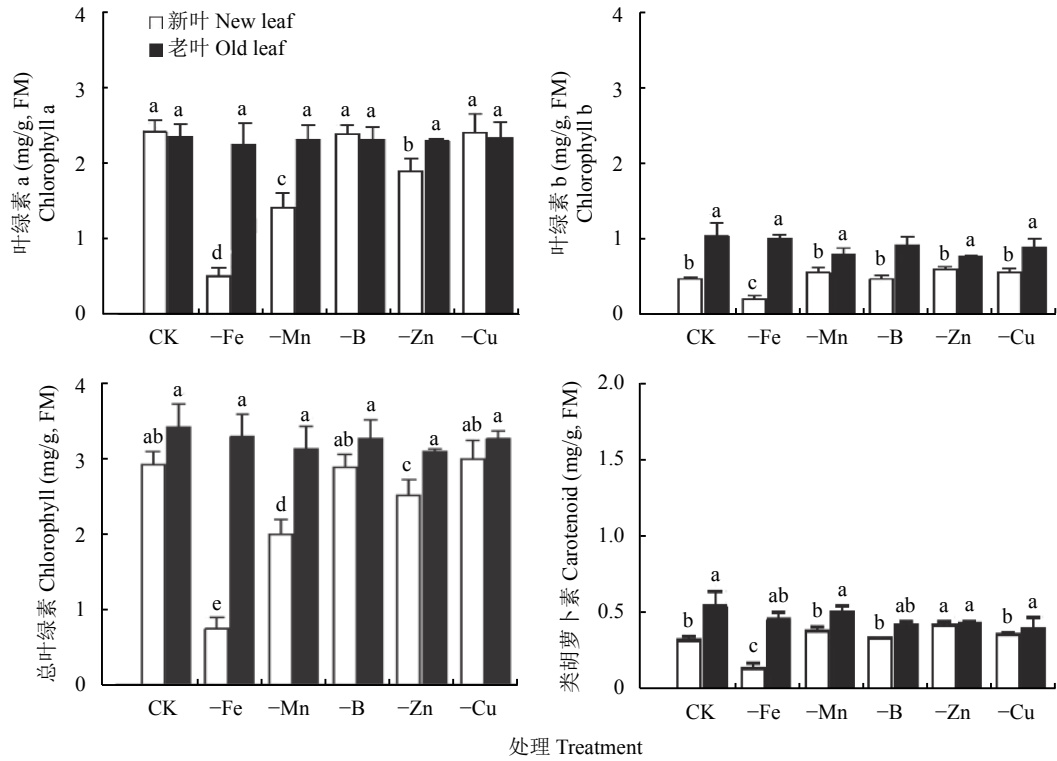 4
3
2
1
0
叶绿素 a (mg/g, FM)
Chlorophyll a
新叶 New leaf
老叶 Old leaf
a a a a a b a a a
c
d
CK −Fe −Mn −B −Zn −Cu
4
3
2
1
0
叶绿素 b (mg/g, FM)
Chlorophyll b
b a c a b a b b a b a
CK −Fe −Mn −B −Zn −Cu
4
3
2
1
0
总叶绿素 Chlorophyll (mg/g, FM)
ab a e a d a ab a c a ab a
CK −Fe −Mn −B −Zn −Cu
2.0
1.5
1.0
0.5
0
类胡萝卜素 Carotenoid (mg/g, FM)
b a c ab b a b ab a a b a
CK −Fe −Mn −B −Zn −Cu
处理 Treatment